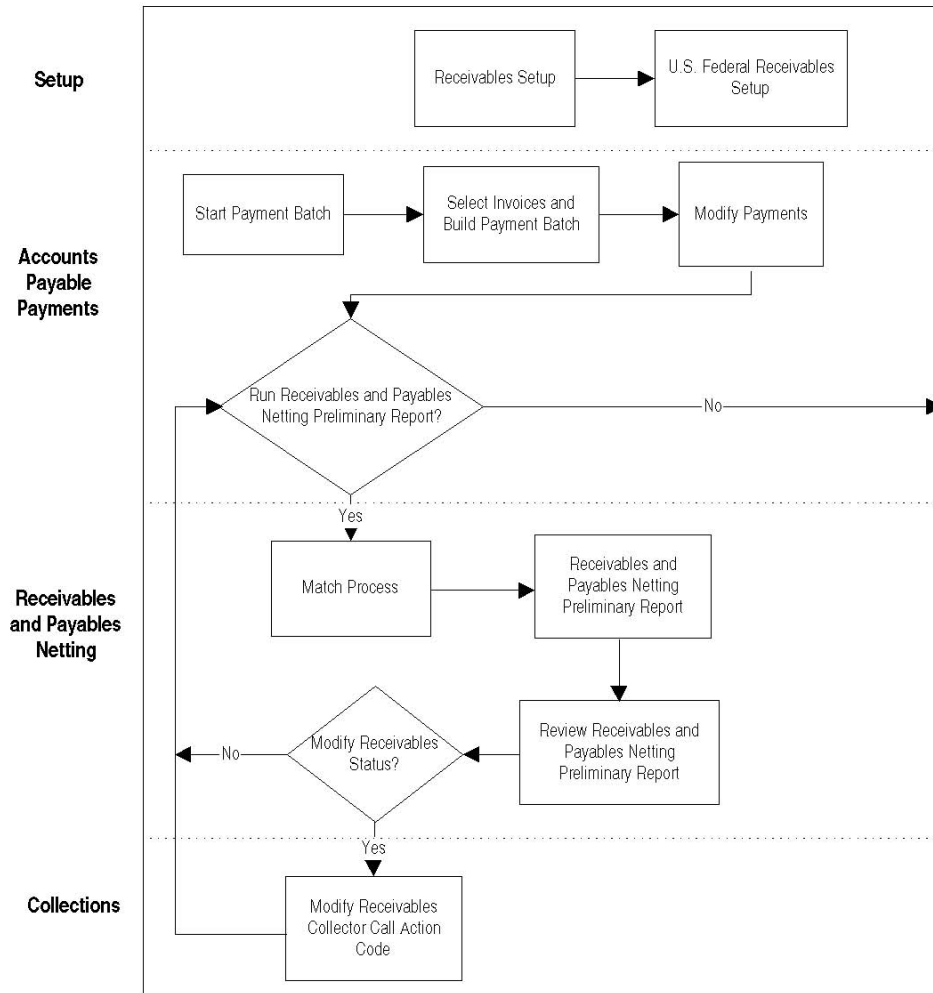 Setup
Receivables Setup
U.S. Federal Receivables
Setup
Accounts
Payable
Payments
Start Payment Batch
Select Invoices and
Build Payment Batch
Modify Payments
Run Receivables and Payables
Netting Preliminary Report?
No
Yes
Receivables
and Payables
Netting
Match Process
Receivables and
Payables Netting
Preliminary Report
Review Receivables and
Payables Netting
Preliminary Report
Modify Receivables
Status?
No
Yes
Collections
Modify Receivables
Collector Call Action
Code